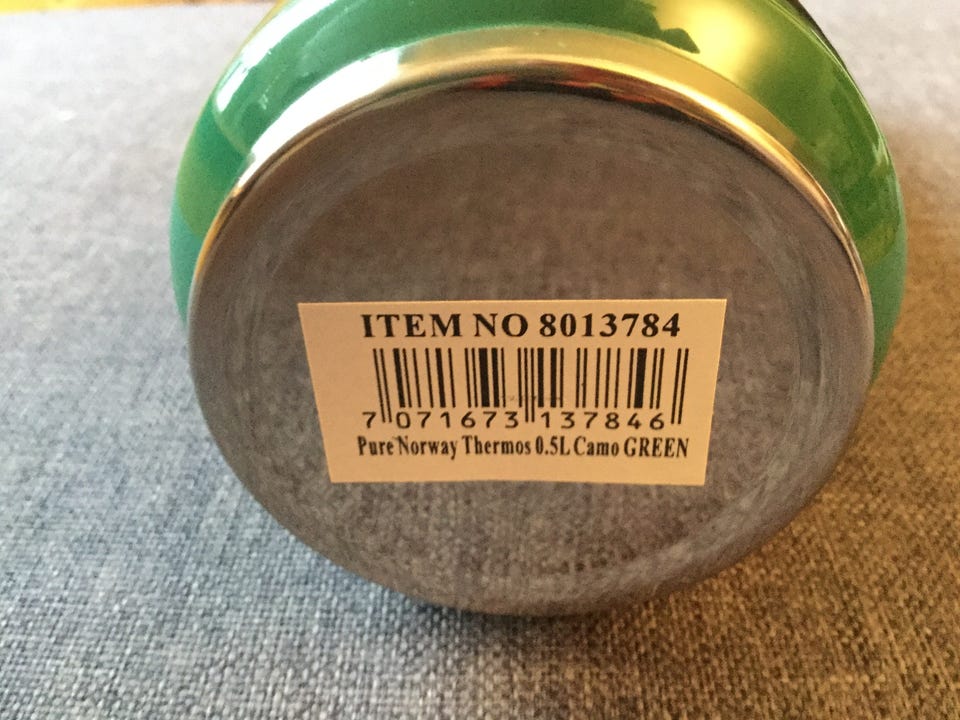 ITEM NO 8013784
7 071673 137846
Pure Norway Thermos 0.5L Camo GREEN